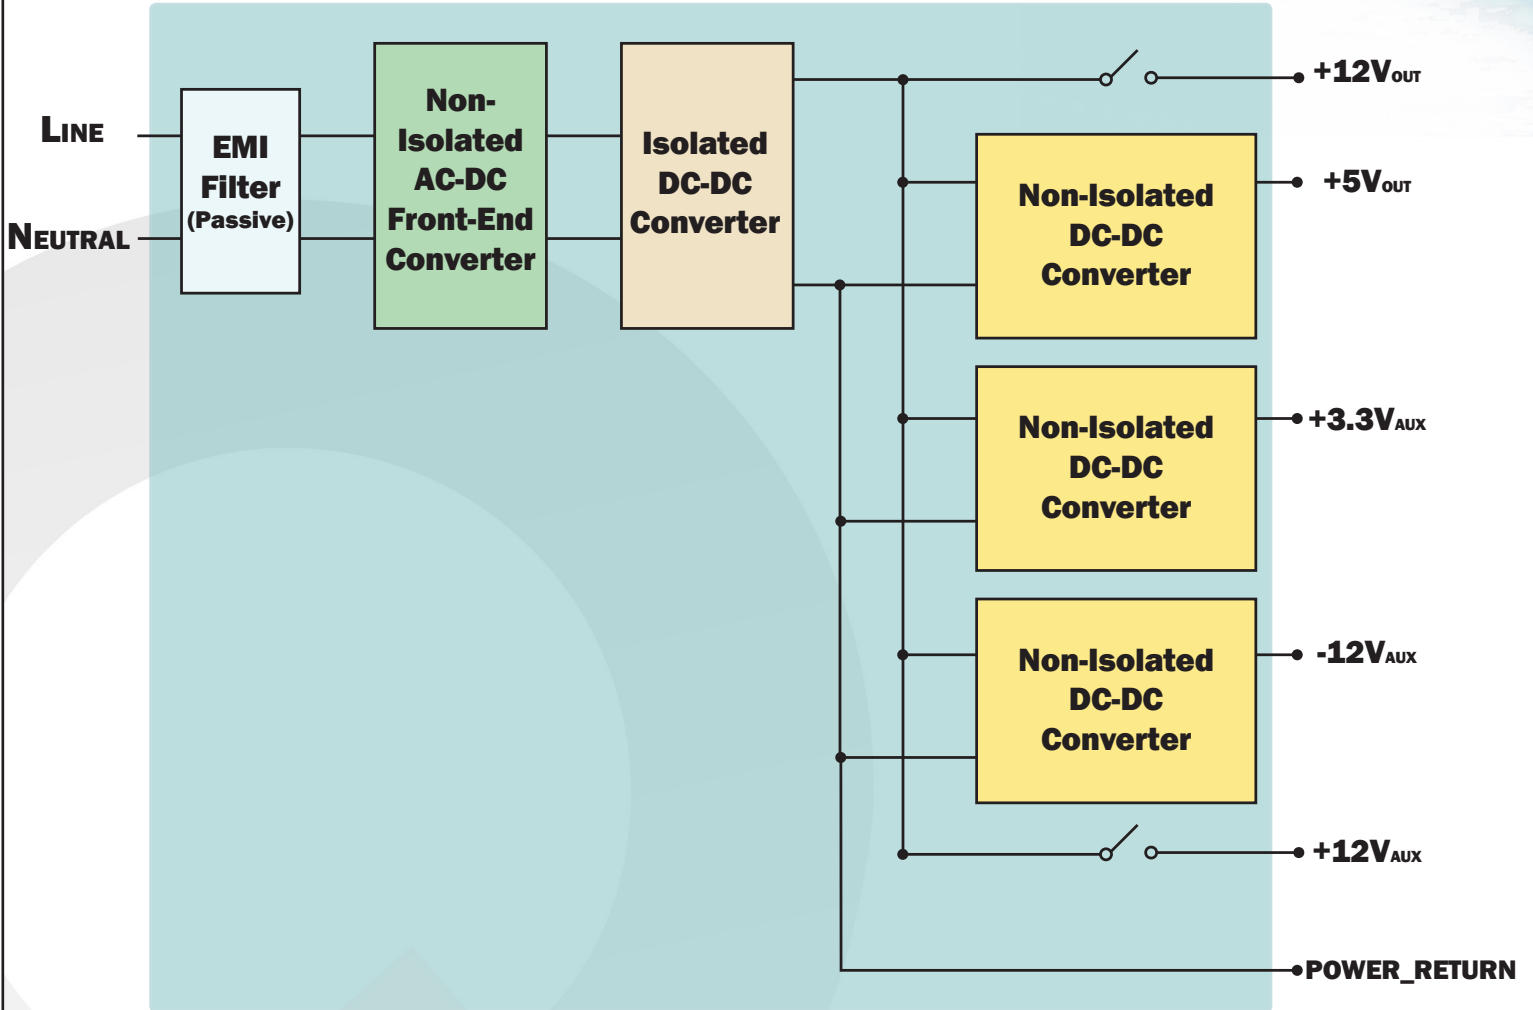 LINE
NEUTRAL
EMI
Filter
(Passive)
Non-
Isolated
AC-DC
Front-End
Converter
Isolated
DC-DC
Converter
+12VOUT
Non-Isolated
DC-DC
Converter
+5VOUT
Non-Isolated
DC-DC
Converter
+3.3VAUX
Non-Isolated
DC-DC
Converter
-12VAUX
+12VAUX
POWER_RETURN